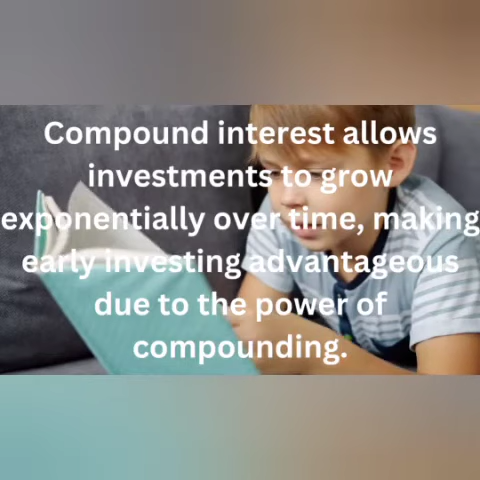 Compound interest allows
investments to grow
exponentially over time, making
early investing advantageous
due to the power of
compounding.